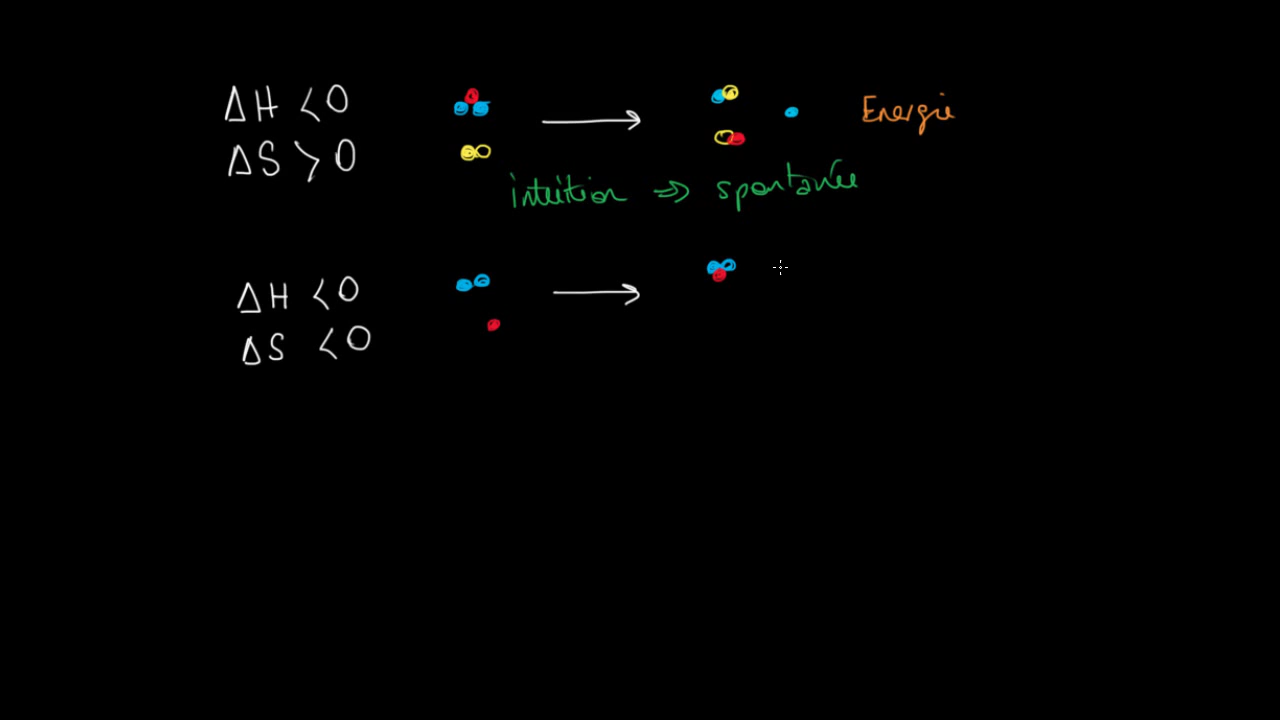 ΔH <0
Energie
ΔS >0
intuition => spontanée
ΔH <0
ΔS <0